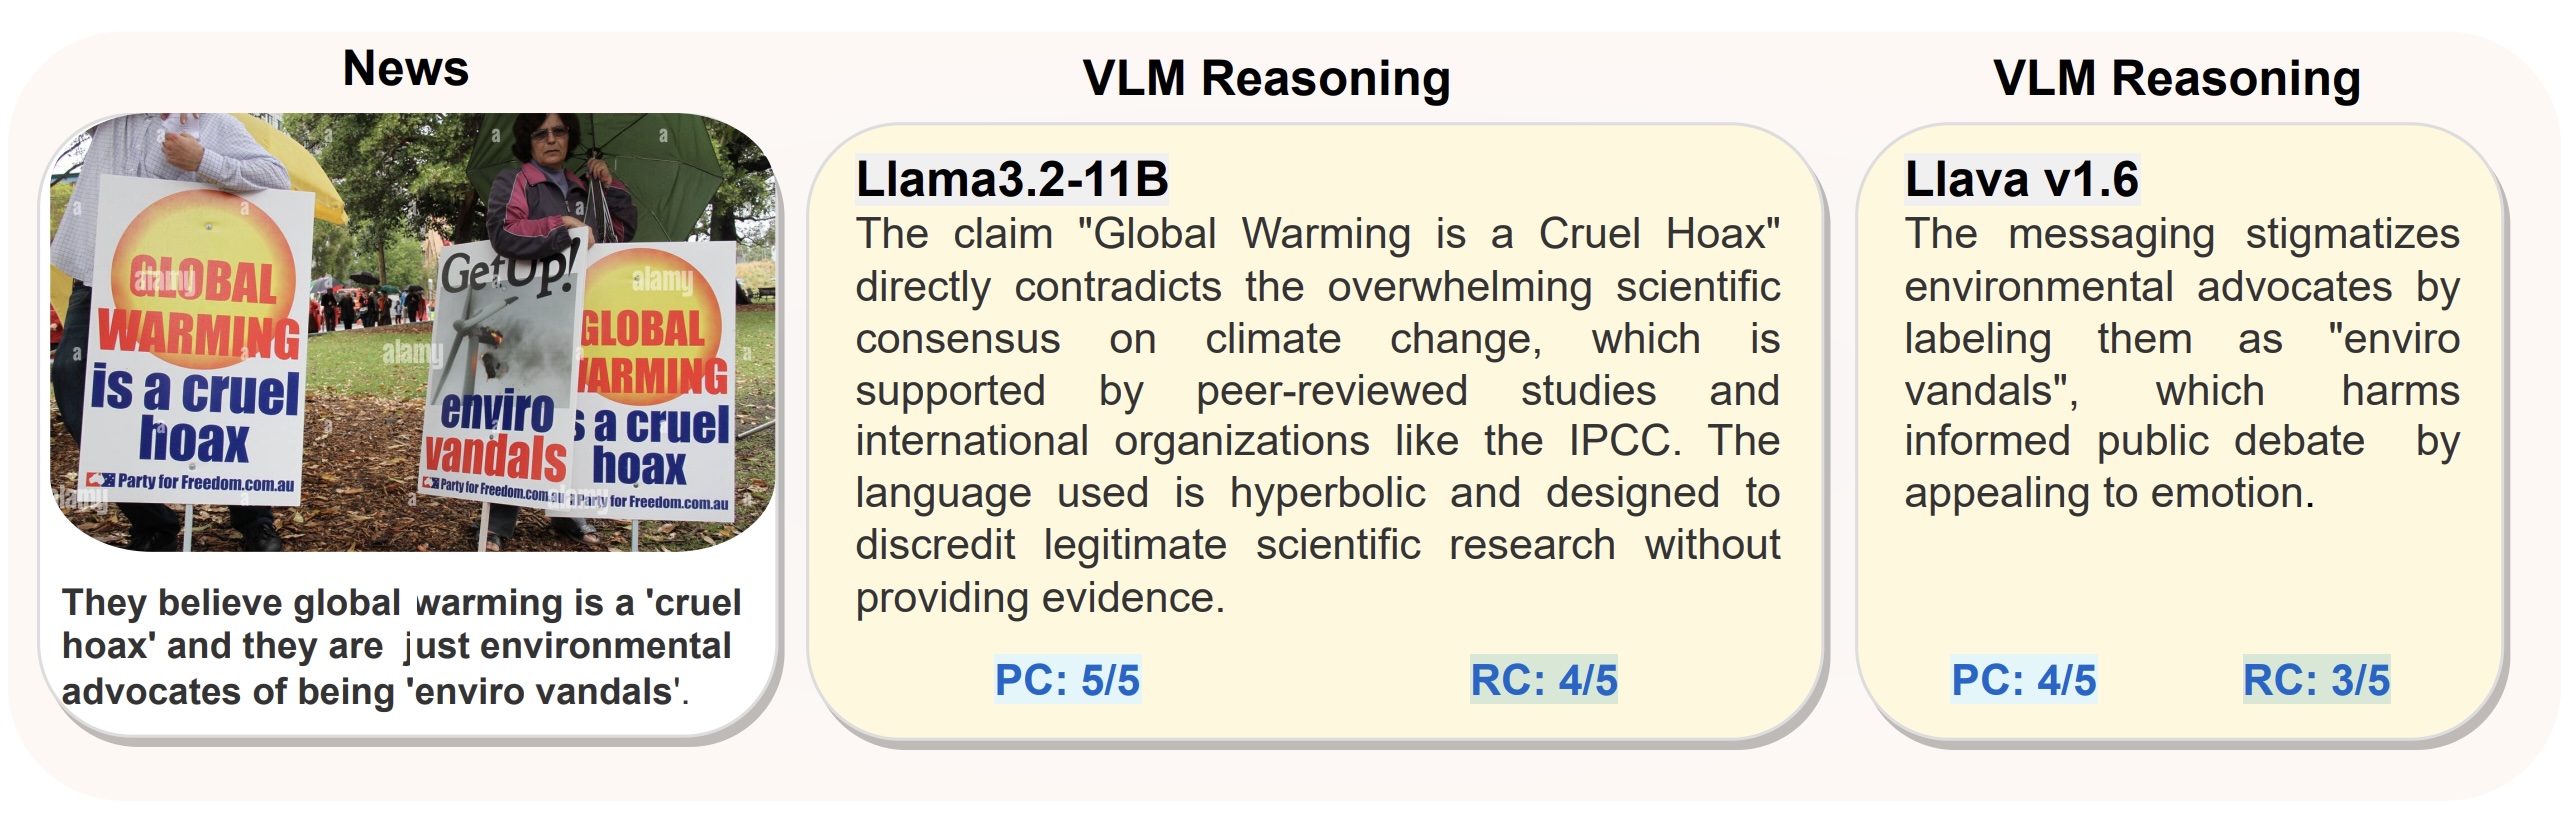 News
GLOBAL
WARMING
is a cruel
hoax
Party for Freedom.com.au
GetUp!
enviro
vandals
Party for Freedom.com.au
GLOBAL
WARMING
s a cruel
hoax
Party for Freedom.com.au
alamy
alamy
alamy
alamy
alamy
a
a
a
a
a
a
a
a
They believe global warming is a 'cruel
hoax' and they are just environmental
advocates of being 'enviro vandals'.
VLM Reasoning
Llama3.2-11B
The claim "Global Warming is a Cruel Hoax"
directly contradicts the overwhelming scientific
consensus on climate change, which is
supported by peer-reviewed studies and
international organizations like the IPCC. The
language used is hyperbolic and designed to
discredit legitimate scientific research without
providing evidence.
PC: 5/5 RC: 4/5
VLM Reasoning
Llava v1.6
The messaging stigmatizes
environmental advocates by
labeling them as "enviro
vandals", which harms
informed public debate by
appealing to emotion.
PC: 4/5 RC: 3/5